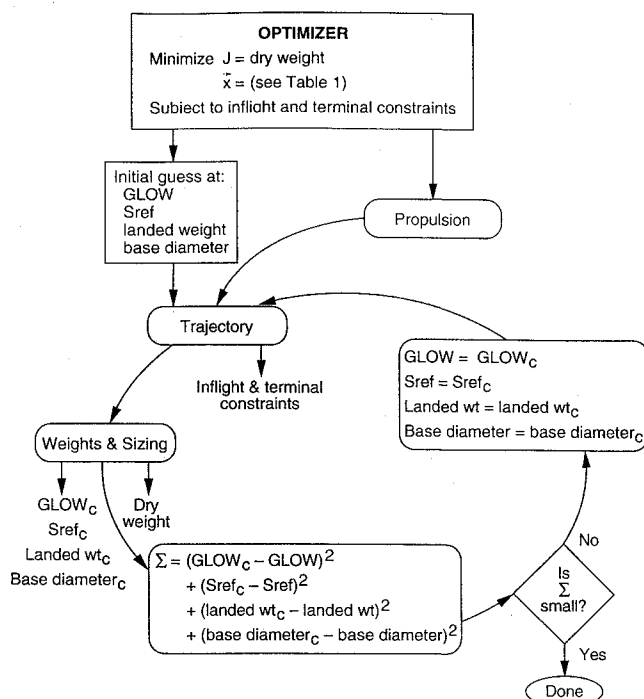 OPTIMIZER
Minimize J = dry weight
x⃗ = (see Table 1)
Subiect to inflight and terminal constraints
Initial guess at:
GLOW
Sref
landed weight
base diameter
Propulsion
Trajectory
Inflight & terminal
constraints
GLOW = GLOWc
Sref = Srefc
Landed wt = landed wtc
Base diameter = base diameterc
Weights & Sizing
GLOWc
Srefc
Landed wtc
Base diameterc
Dry
weight
Σ = (GLOWc – GLOW)²
+ (Srefc – Sref)²
+ (landed wtc – landed wt)²
+ (base diameterc – base diameter)²
No
Is
Σ
small?
Yes
Done